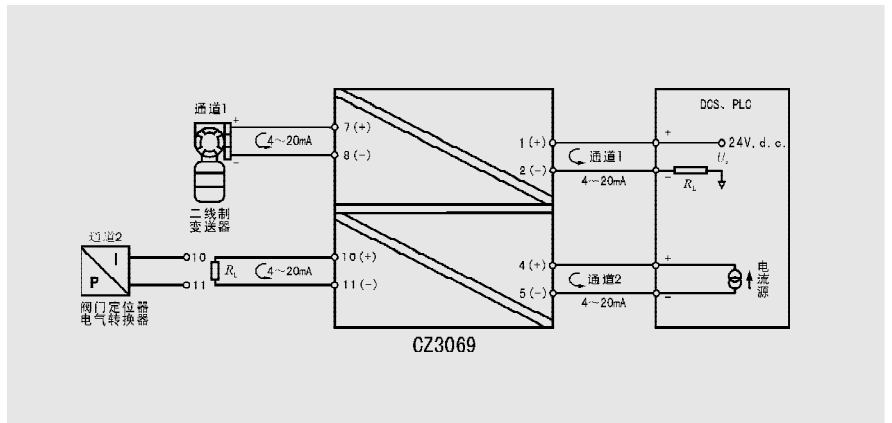 通道1
+
4～20mA
-
二线制
变送器
7(+)
8(-)
1(+)
2(-)
通道1
4～20mA
DCS、PLC
+
24V.d.c.
Us
-
RL
通道2
I
P
阀门定位器
电气转换器
10
11
RL
4～20mA
10(+)
11(-)
4(+)
5(-)
通道2
4～20mA
+
-
电流源
CZ3069